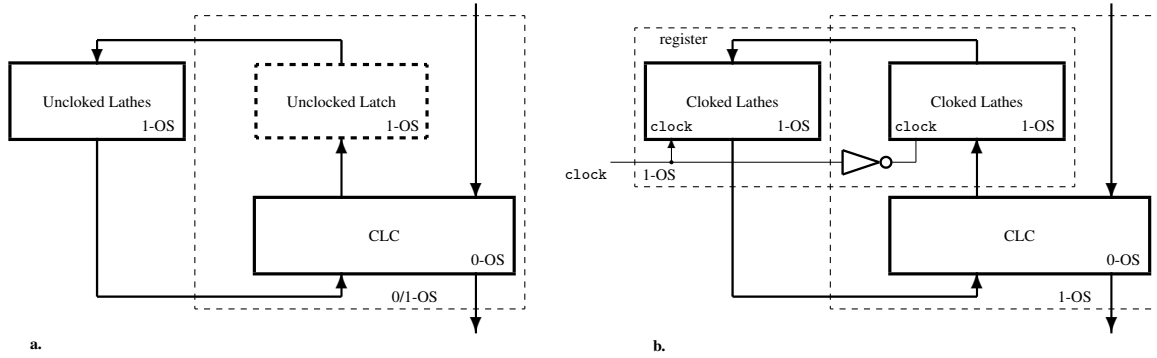 register
Uncloked Lathes
1-OS
Unclocked Latch
1-OS
Cloked Lathes
clock
1-OS
Cloked Lathes
clock
1-OS
clock
1-OS
CLC
0-OS
0/1-OS
CLC
0-OS
1-OS
a.
b.